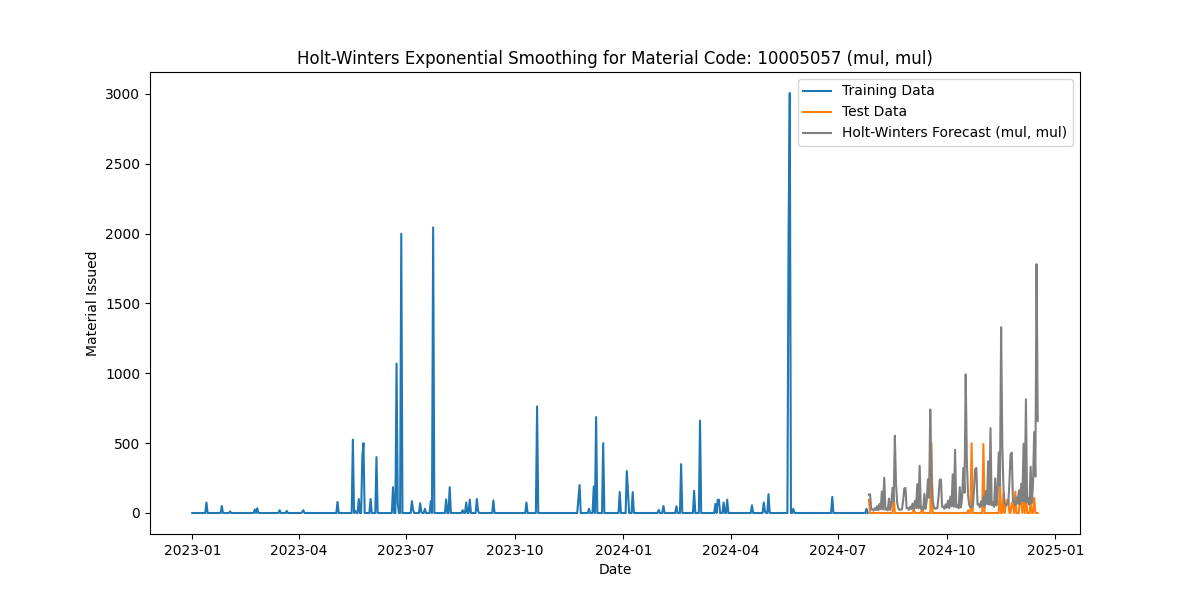 Holt-Winters Exponential Smoothing for Material Code: 10005057 (mul, mul)
Training Data
Test Data
Holt-Winters Forecast (mul, mul)
Material Issued
3000
2500
2000
1500
1000
500
0
2023-01
2023-04
2023-07
2023-10
2024-01
2024-04
2024-07
2024-10
2025-01
Date